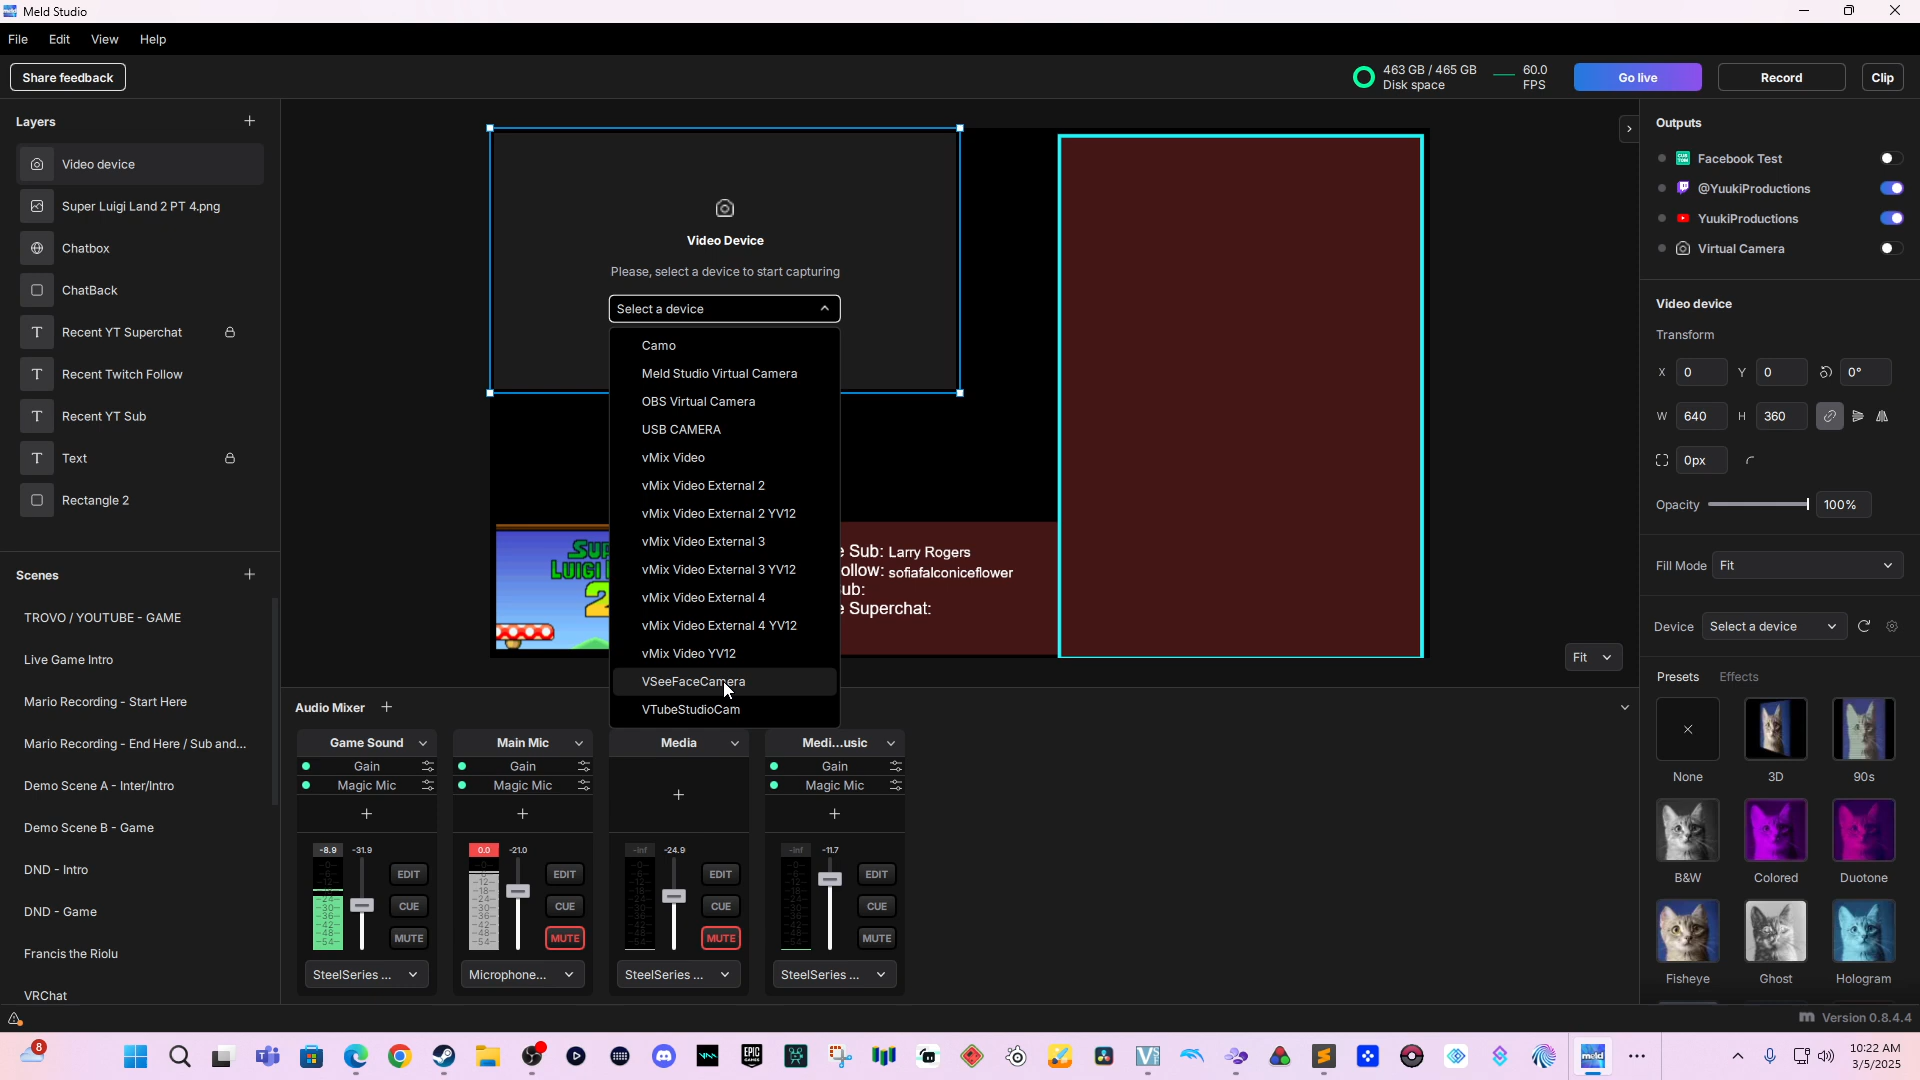 Meld Studio
File Edit View Help
Share feedback
463 GB / 465 GB
Disk space
60.0
FPS
Go live
Record
Clip
Layers
Video device
Super Luigi Land 2 PT 4.png
Chatbox
ChatBack
Recent YT Superchat
Recent Twitch Follow
Recent YT Sub
Text
Rectangle 2
Scenes
TROVO / YOUTUBE - GAME
Live Game Intro
Mario Recording - Start Here
Mario Recording - End Here / Sub and...
Demo Scene A - Inter/Intro
Demo Scene B - Game
DND - Intro
DND - Game
Francis the Riolu
VRChat
Video Device
Please, select a device to start capturing
Select a device
Camo
Meld Studio Virtual Camera
OBS Virtual Camera
USB CAMERA
vMix Video
vMix Video External 2
vMix Video External 2 YV12
vMix Video External 3
vMix Video External 3 YV12
vMix Video External 4
vMix Video External 4 YV12
vMix Video YV12
VSeeFaceCamera
VTubeStudioCam
e Sub: Larry Rogers
ollow: sofiafalconiceflower
ub:
e Superchat:
Fit
Audio Mixer
Game Sound
Gain
Magic Mic
-8.9 -31.9
EDIT
CUE
MUTE
SteelSeries ...
Main Mic
Gain
Magic Mic
0.0 -21.0
EDIT
CUE
MUTE
Microphone...
Media
-inf -24.9
EDIT
CUE
MUTE
SteelSeries ...
Medi...usic
Gain
Magic Mic
-inf -11.7
EDIT
CUE
MUTE
SteelSeries ...
Outputs
Facebook Test
@YuukiProductions
YuukiProductions
Virtual Camera
Video device
Transform
X 0 Y 0 0°
W 640 H 360
0px
Opacity 100%
Fill Mode Fit
Device Select a device
Presets Effects
None 3D 90s
B&W Colored Duotone
Fisheye Ghost Hologram
Version 0.8.4.4
8
meld
10:22 AM
3/5/2025